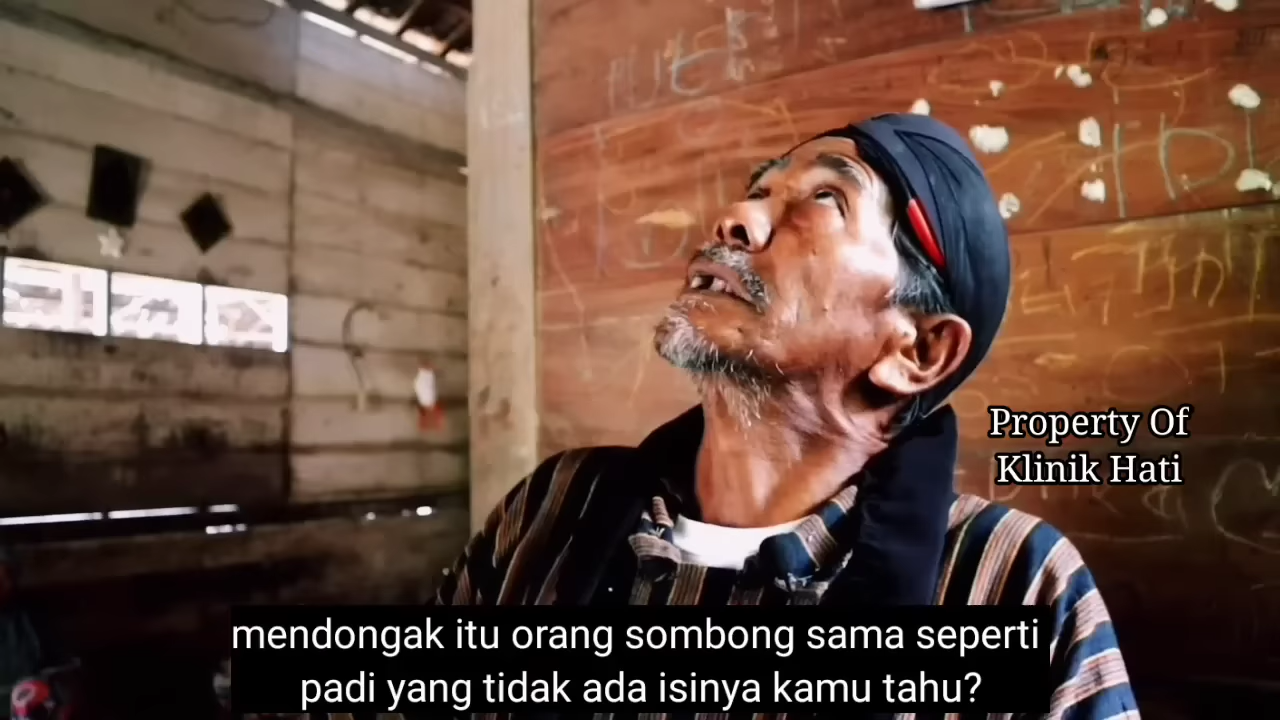 Property Of
Klinik Hati
mendongak itu orang sombong sama seperti
padi yang tidak ada isinya kamu tahu?